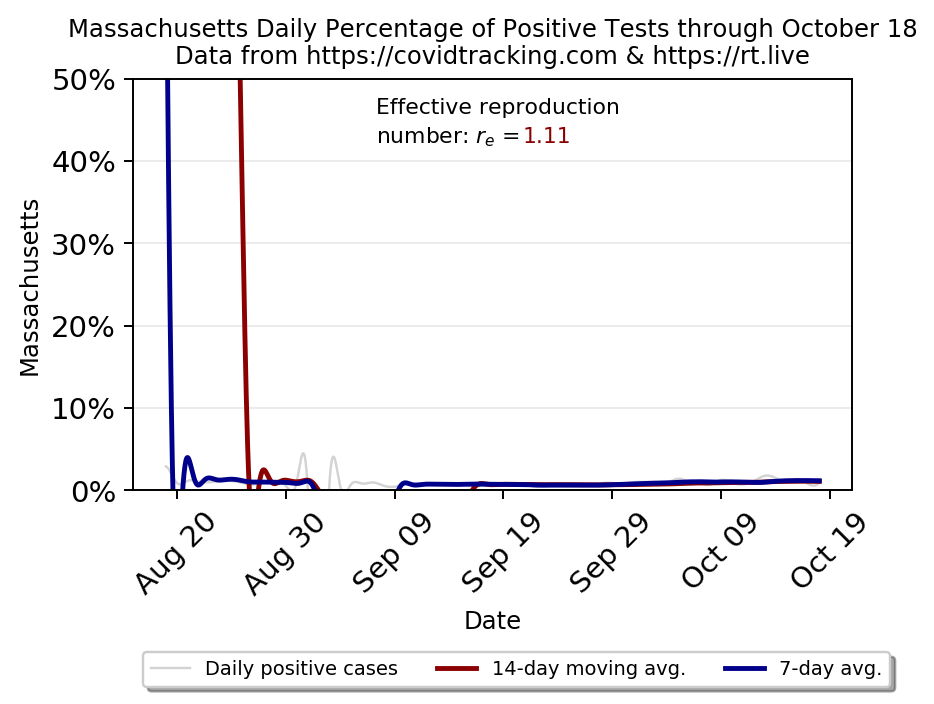 Massachusetts Daily Percentage of Positive Tests through October 18
Data from https://covidtracking.com & https://rt.live
Effective reproduction
number: rₑ = 1.11
50%
40%
30%
20%
10%
0%
Massachusetts
Aug 20
Aug 30
Sep 09
Sep 19
Sep 29
Oct 09
Oct 19
Date
Daily positive cases
14-day moving avg.
7-day avg.